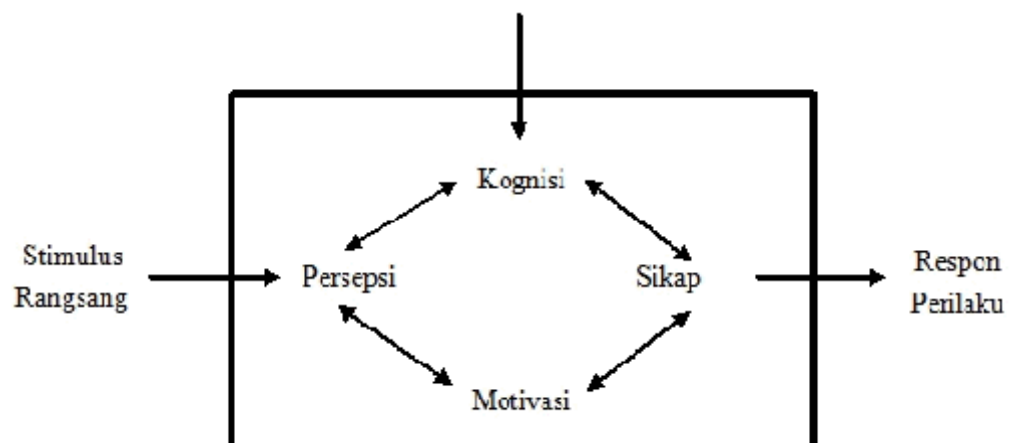 Kognisi
Stimulus
Rangsang
Persepsi
Sikap
Respon
Perilaku
Motivasi